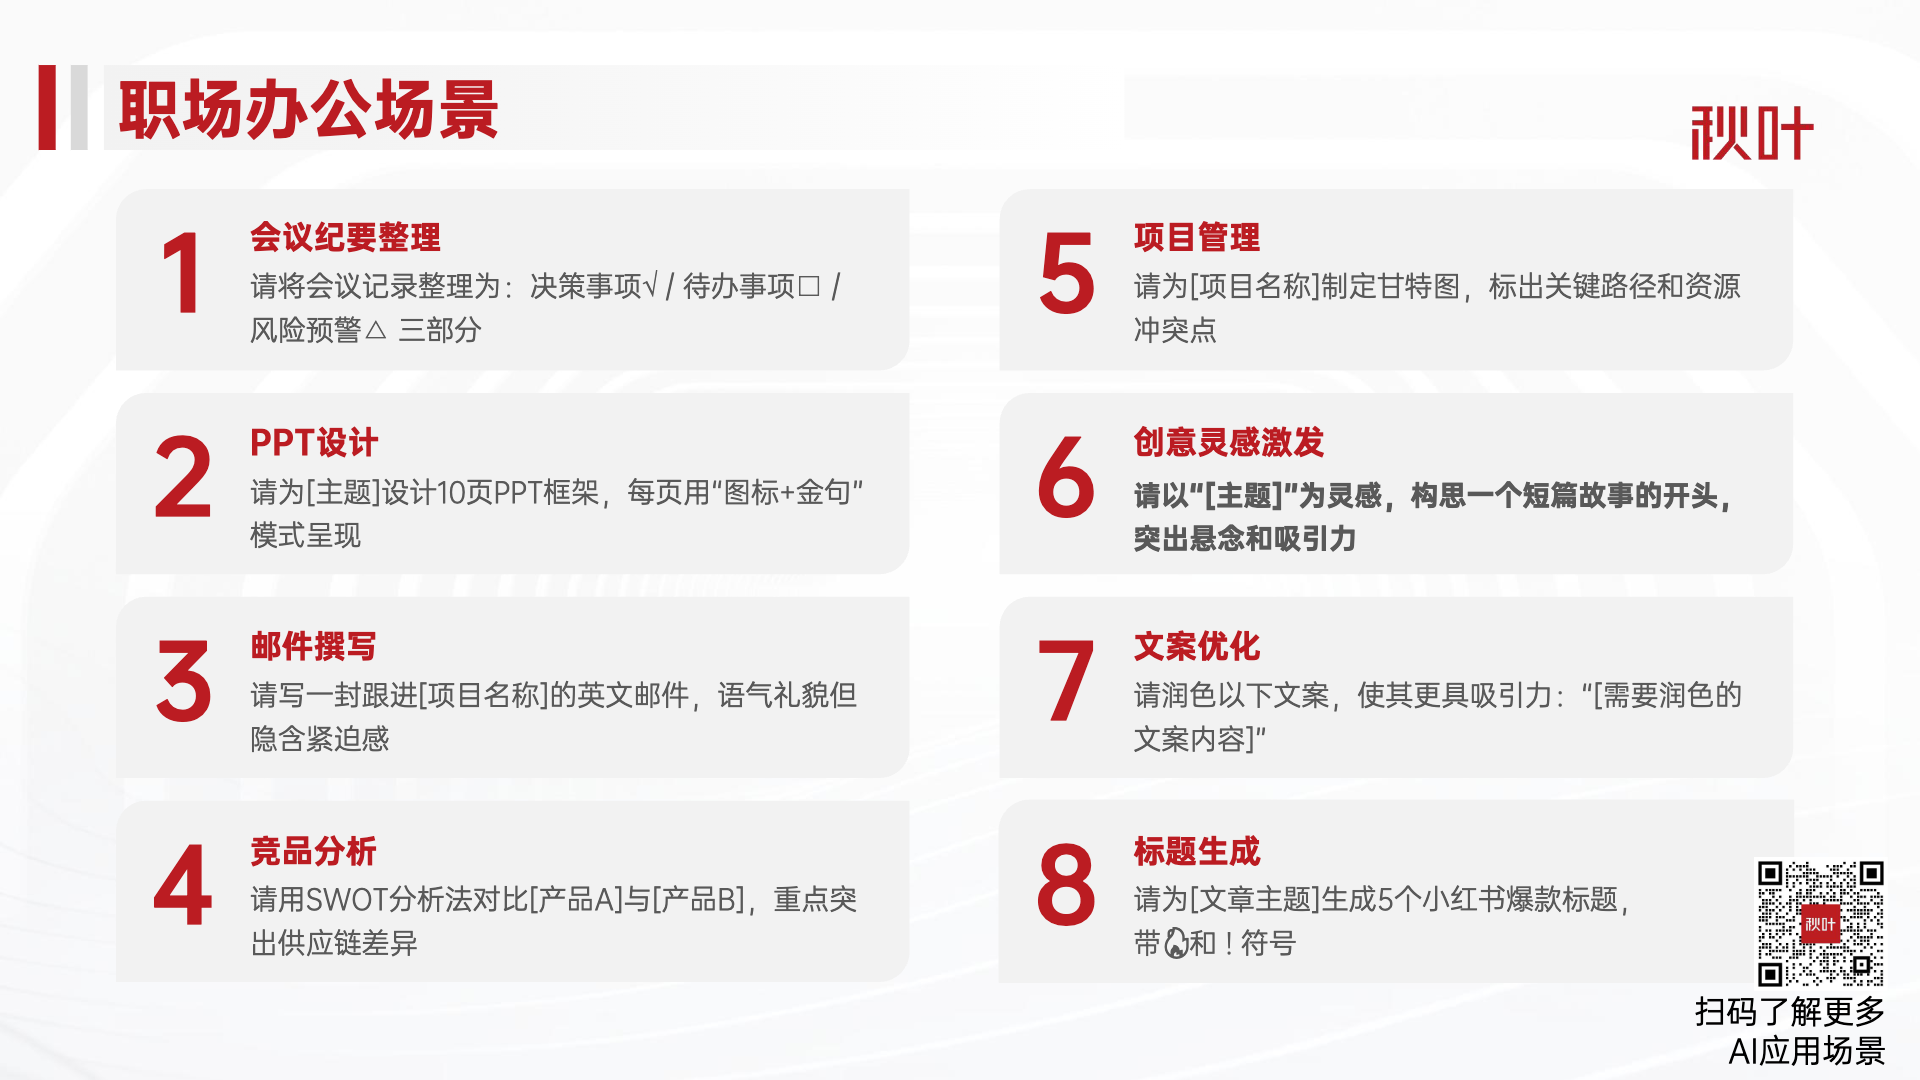 职场办公场景
秋叶
1
会议纪要整理
请将会议记录整理为：决策事项√ / 待办事项□ /
风险预警△ 三部分
2
PPT设计
请为[主题]设计10页PPT框架，每页用“图标+金句”
模式呈现
3
邮件撰写
请写一封跟进[项目名称]的英文邮件，语气礼貌但
隐含紧迫感
4
竞品分析
请用SWOT分析法对比[产品A]与[产品B]，重点突
出供应链差异
5
项目管理
请为[项目名称]制定甘特图，标出关键路径和资源
冲突点
6
创意灵感激发
请以“[主题]”为灵感，构思一个短篇故事的开头，
突出悬念和吸引力
7
文案优化
请润色以下文案，使其更具吸引力：“[需要润色的
文案内容]”
8
标题生成
请为[文章主题]生成5个小红书爆款标题，
带🔥和！符号
秋叶
扫码了解更多
AI应用场景